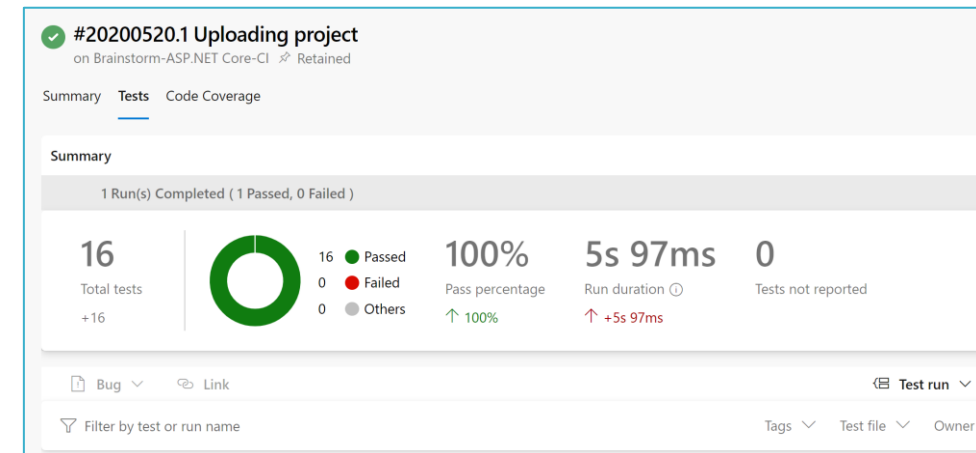 #20200520.1 Uploading project
on Brainstorm-ASP.NET Core-CI Retained
Summary Tests Code Coverage
Summary
1 Run(s) Completed ( 1 Passed, 0 Failed )
16
Total tests
+16
16 Passed
0 Failed
0 Others
100%
Pass percentage
↑ 100%
5s 97ms
Run duration
↑ +5s 97ms
0
Tests not reported
Bug Link Test run
Filter by test or run name Tags Test file Owner